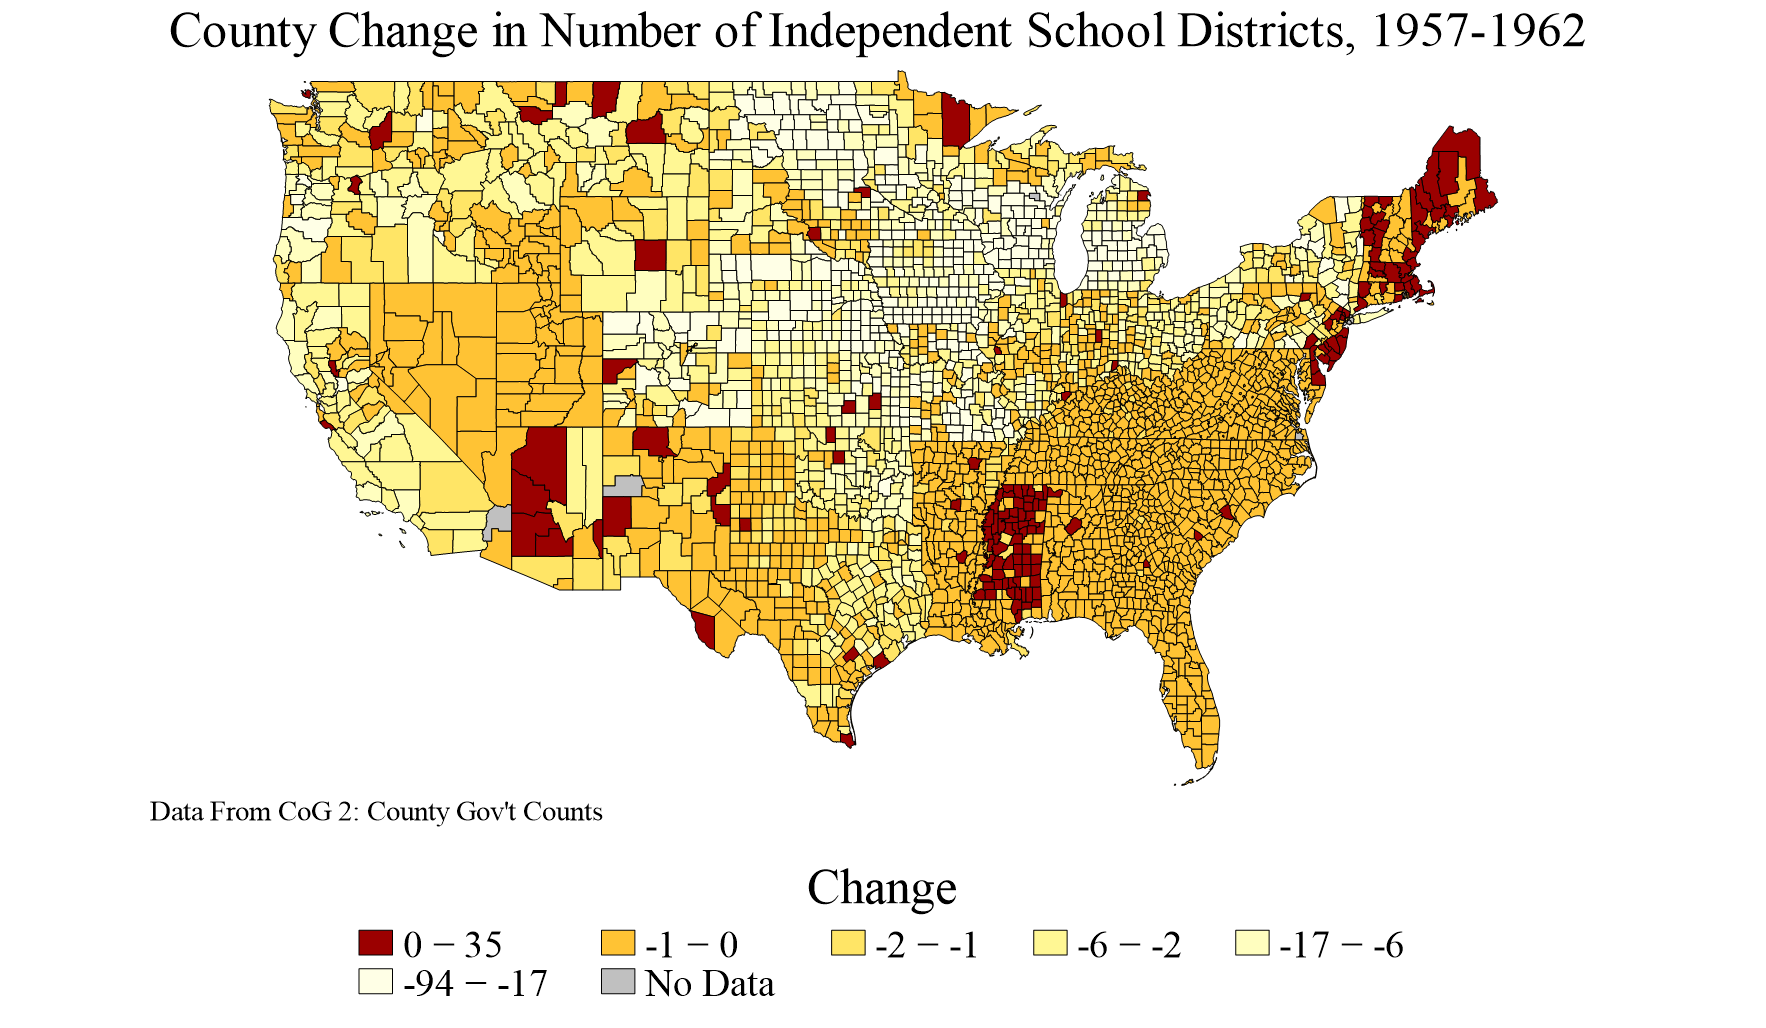 County Change in Number of Independent School Districts, 1957-1962
Data From CoG 2: County Gov't Counts
Change
0 − 35 -1 − 0 -2 − -1 -6 − -2 -17 − -6
-94 − -17 No Data